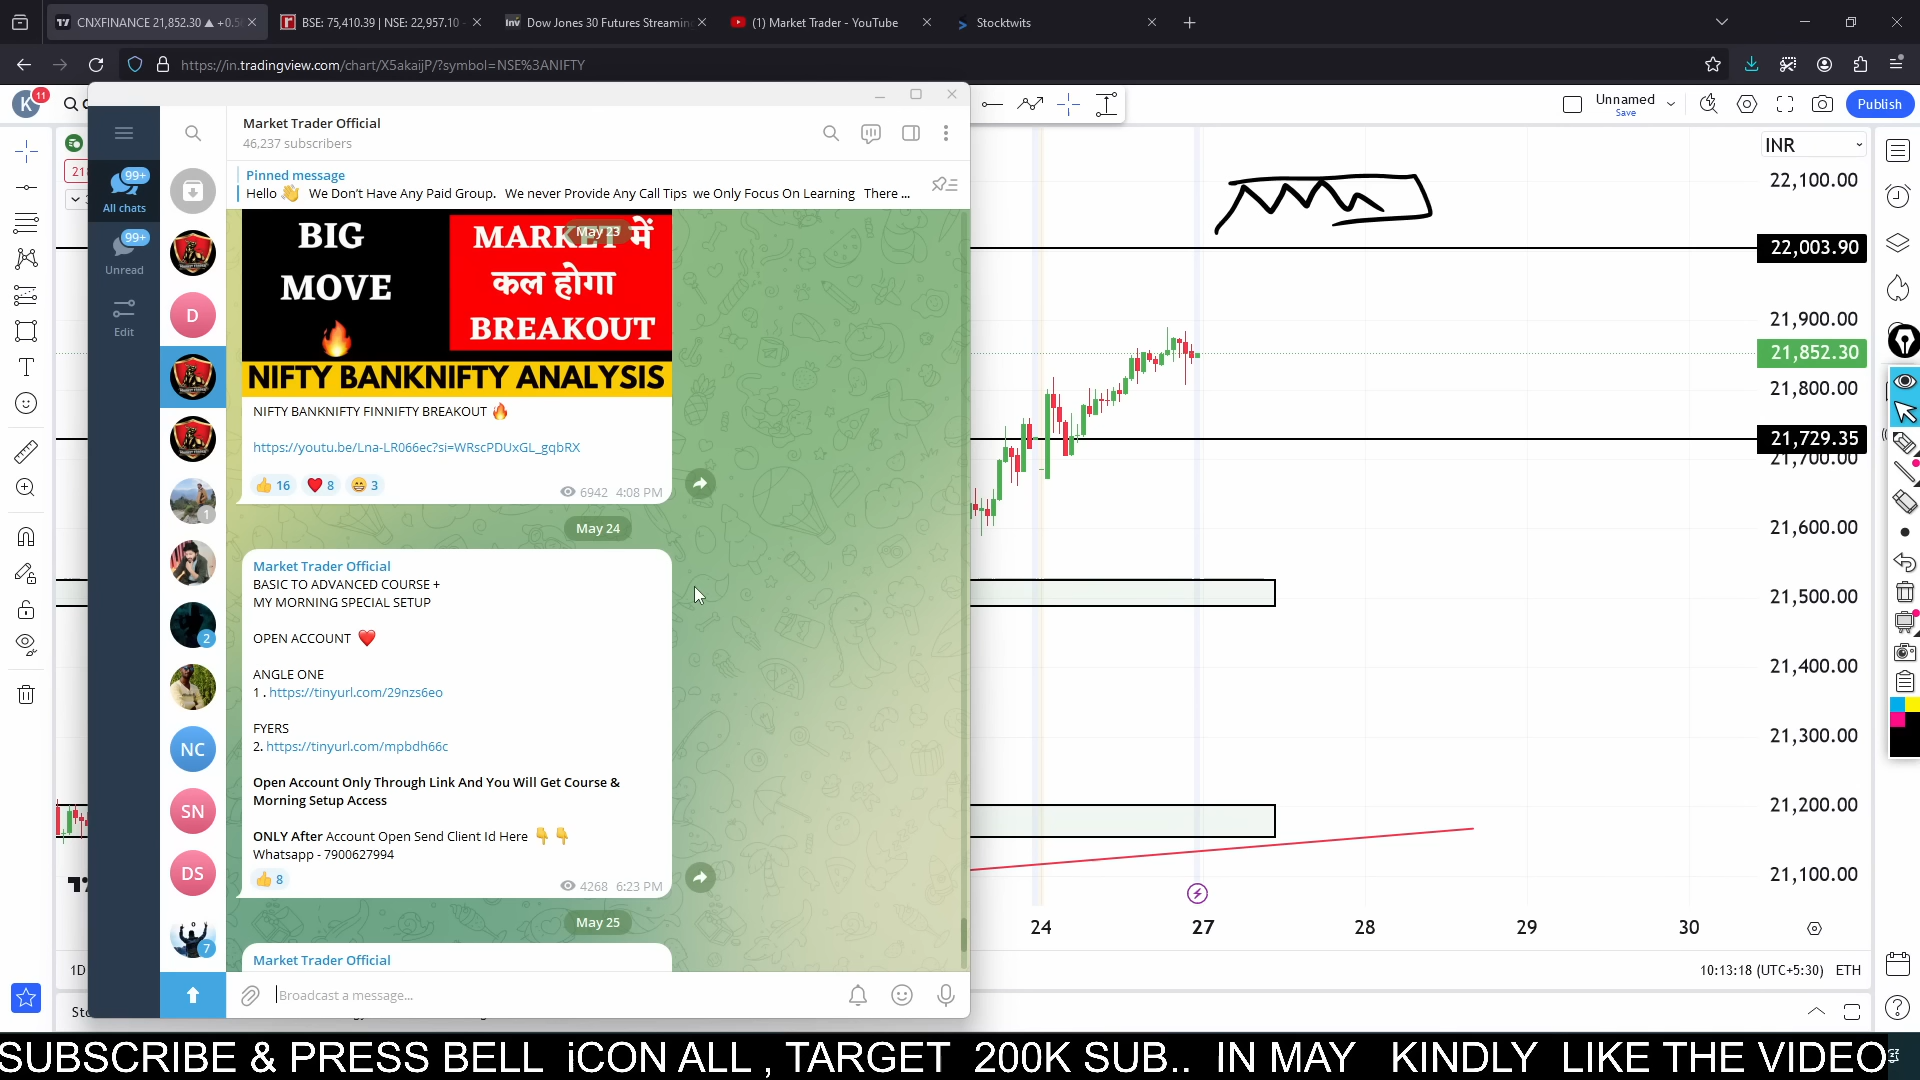 CNXFINANCE 21,852.30 ▲ +0.5
BSE: 75,410.39 | NSE: 22,957.10 -
Dow Jones 30 Futures Streamin
(1) Market Trader - YouTube
Stocktwits
https://in.tradingview.com/chart/X5akaijP/?symbol=NSE%3ANIFTY
K
11
Unnamed
Save
Publish
Market Trader Official
46,237 subscribers
Pinned message
Hello 👋 We Don't Have Any Paid Group. We never Provide Any Call Tips we Only Focus On Learning There ...
99+
All chats
99+
Unread
Edit
D
1
2
NC
SN
DS
7
May 23
BIG
MOVE
🔥
MARKET में
कल होगा
BREAKOUT
NIFTY BANKNIFTY ANALYSIS
NIFTY BANKNIFTY FINNIFTY BREAKOUT 🔥
https://youtu.be/Lna-LR066ec?si=WRscPDUxGL_gqbRX
👍 16 ❤️ 8 😁 3
6942 4:08 PM
May 24
Market Trader Official
BASIC TO ADVANCED COURSE +
MY MORNING SPECIAL SETUP
OPEN ACCOUNT ❤️
ANGLE ONE
1 . https://tinyurl.com/29nzs6eo
FYERS
2. https://tinyurl.com/mpbdh66c
Open Account Only Through Link And You Will Get Course &
Morning Setup Access
ONLY After Account Open Send Client Id Here 👇 👇
Whatsapp - 7900627994
👍 8
4268 6:23 PM
May 25
Market Trader Official
Broadcast a message...
INR
22,100.00
22,003.90
21,900.00
21,852.30
21,800.00
21,729.35
21,700.00
21,600.00
21,500.00
21,400.00
21,300.00
21,200.00
21,100.00
24 27 28 29 30
1D
10:13:18 (UTC+5:30) ETH
SUBSCRIBE & PRESS BELL iCON ALL , TARGET 200K SUB.. IN MAY KINDLY LIKE THE VIDEO